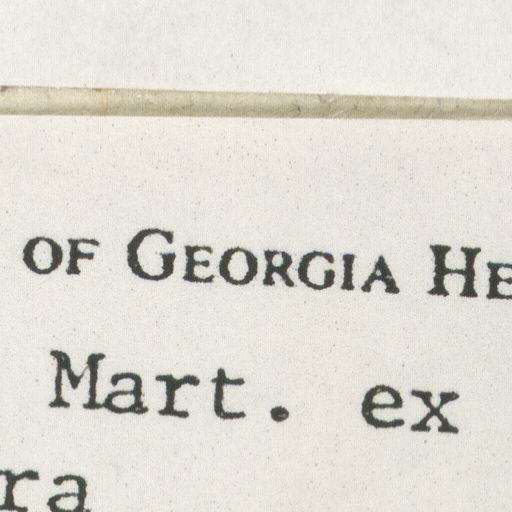 OF GEORGIA HE
Mart. ex
ra